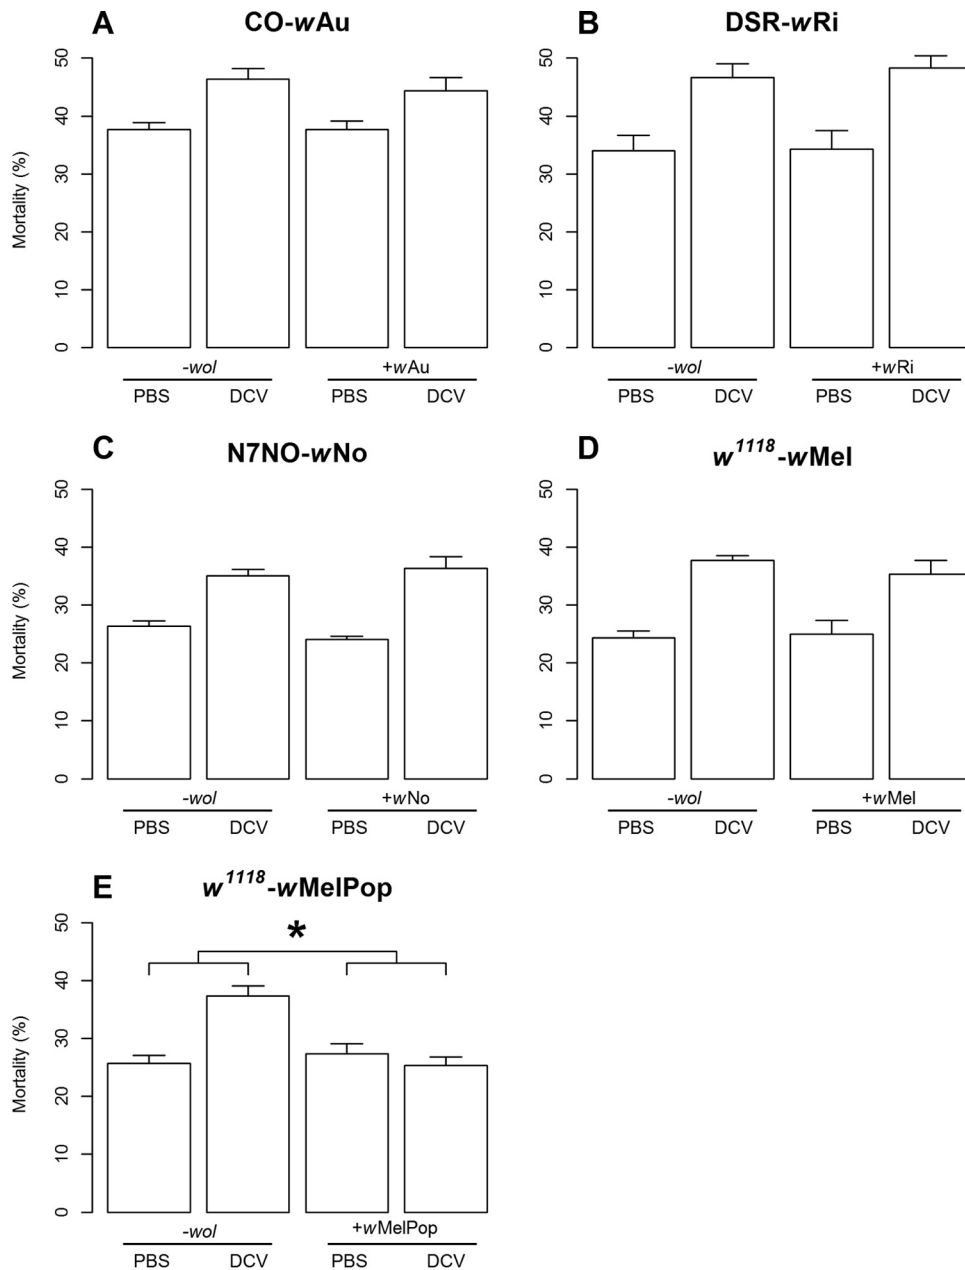 A CO-wAu
Mortality (%)
50
40
30
20
10
0
-wol +wAu
PBS DCV PBS DCV
B DSR-wRi
50
40
30
20
10
0
-wol +wRi
PBS DCV PBS DCV
C N7NO-wNo
Mortality (%)
50
40
30
20
10
0
-wol +wNo
PBS DCV PBS DCV
D w¹¹¹⁸-wMel
50
40
30
20
10
0
-wol +wMel
PBS DCV PBS DCV
E w¹¹¹⁸-wMelPop
Mortality (%)
50
40
30
20
10
0
*
-wol +wMelPop
PBS DCV PBS DCV